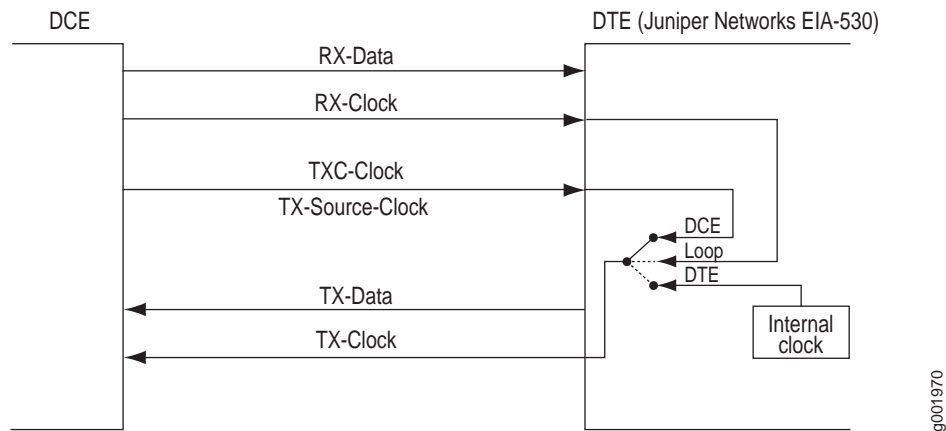 DCE
DTE (Juniper Networks EIA-530)
RX-Data
RX-Clock
TXC-Clock
TX-Source-Clock
DCE
Loop
DTE
TX-Data
TX-Clock
Internal
clock
g001970